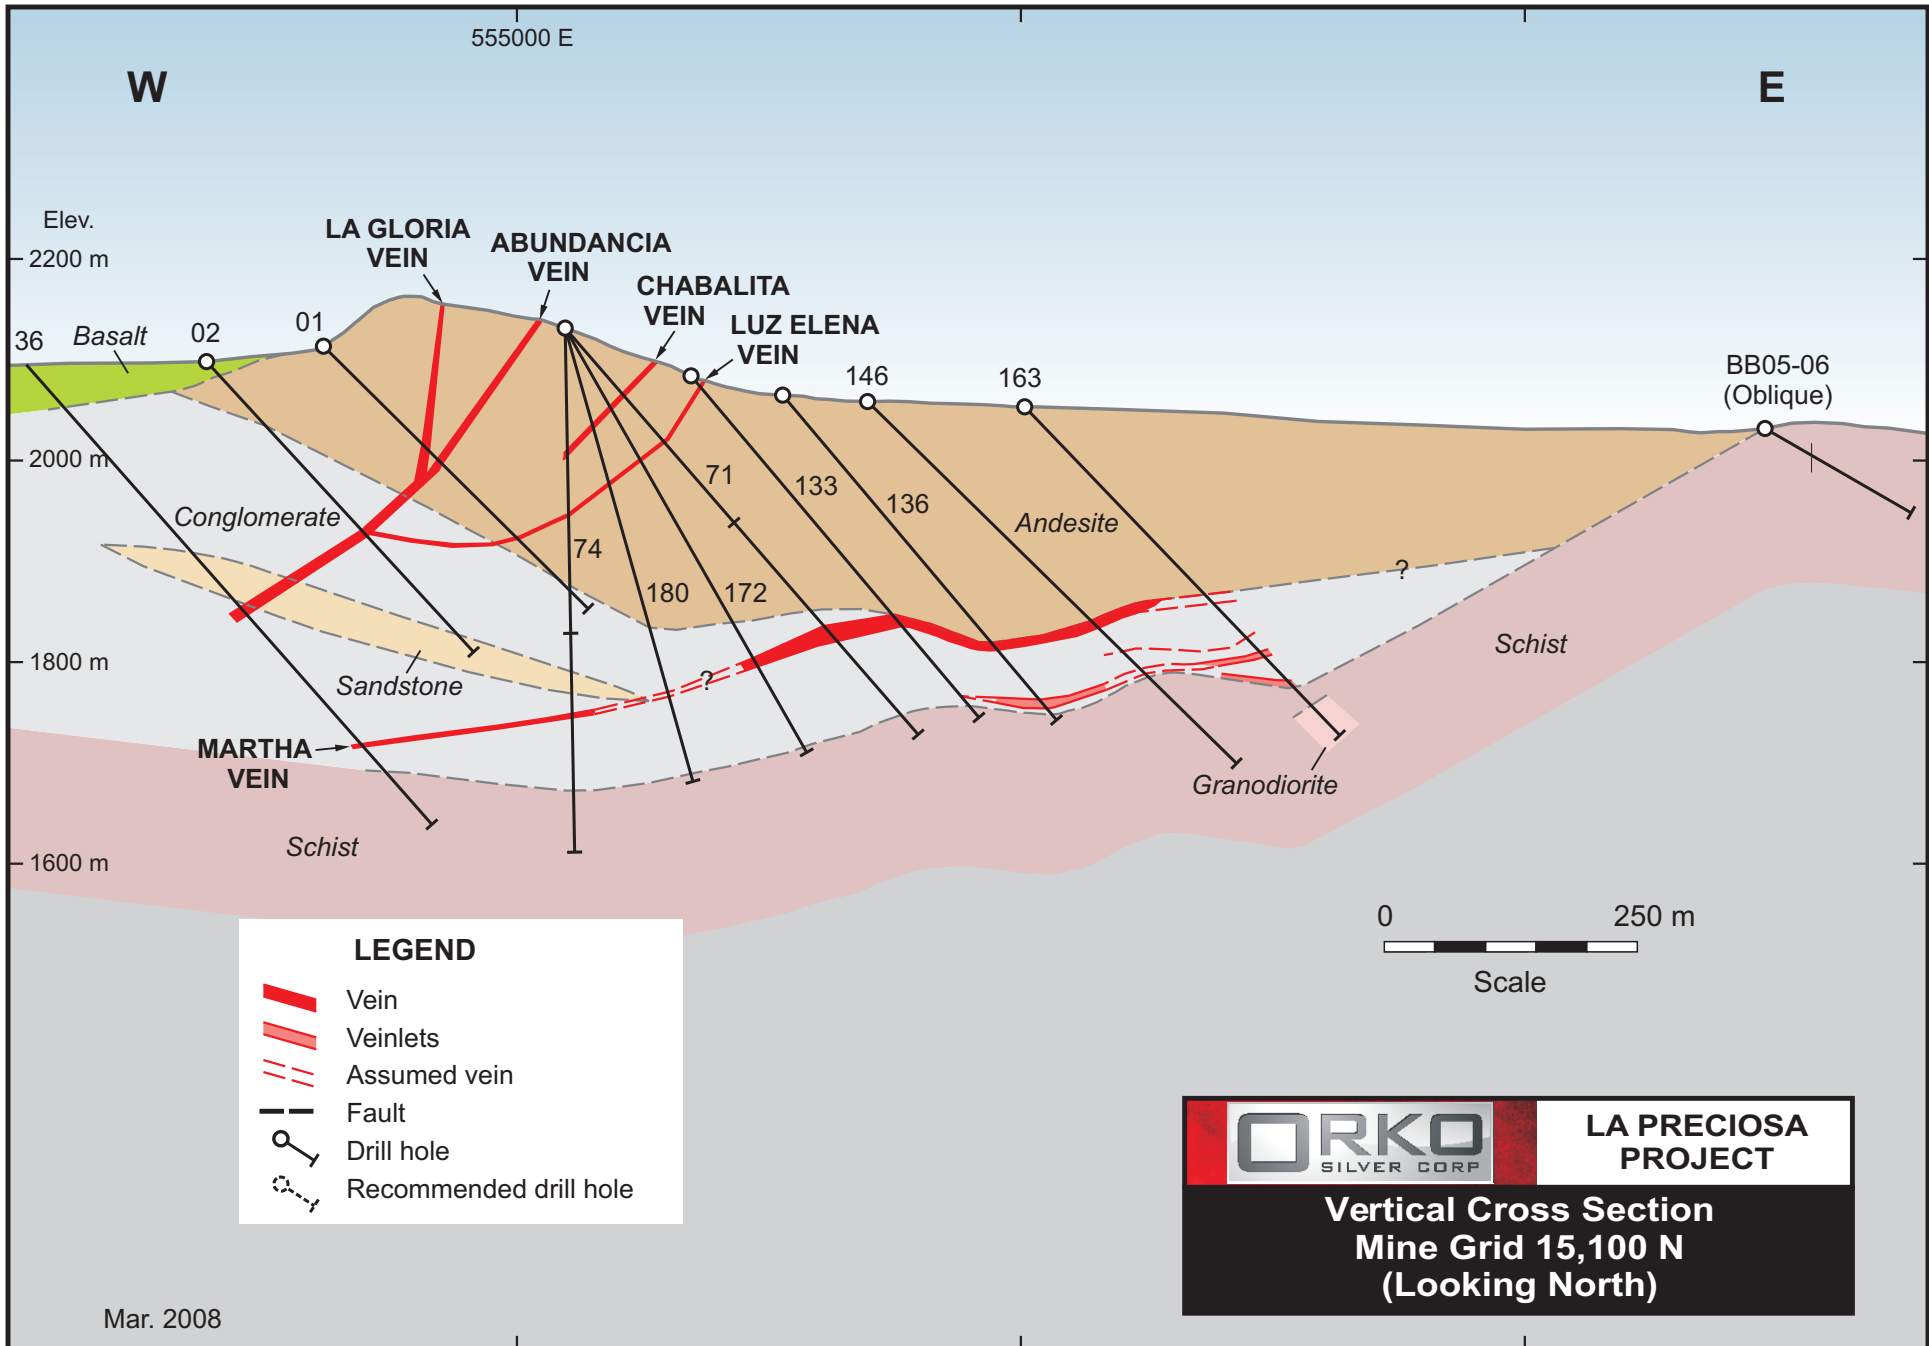 555000 E
W
E
Elev.
2200 m
2000 m
1800 m
1600 m
LA GLORIA
VEIN
ABUNDANCIA
VEIN
CHABALITA
VEIN
LUZ ELENA
VEIN
36
Basalt
02
01
146
163
BB05-06
(Oblique)
71
133
136
Conglomerate
Andesite
74
180
172
?
?
Sandstone
Schist
MARTHA
VEIN
Granodiorite
Schist
0
250 m
Scale
LEGEND
Vein
Veinlets
Assumed vein
Fault
Drill hole
Recommended drill hole
ORKO
SILVER CORP
LA PRECIOSA
PROJECT
Vertical Cross Section
Mine Grid 15,100 N
(Looking North)
Mar. 2008